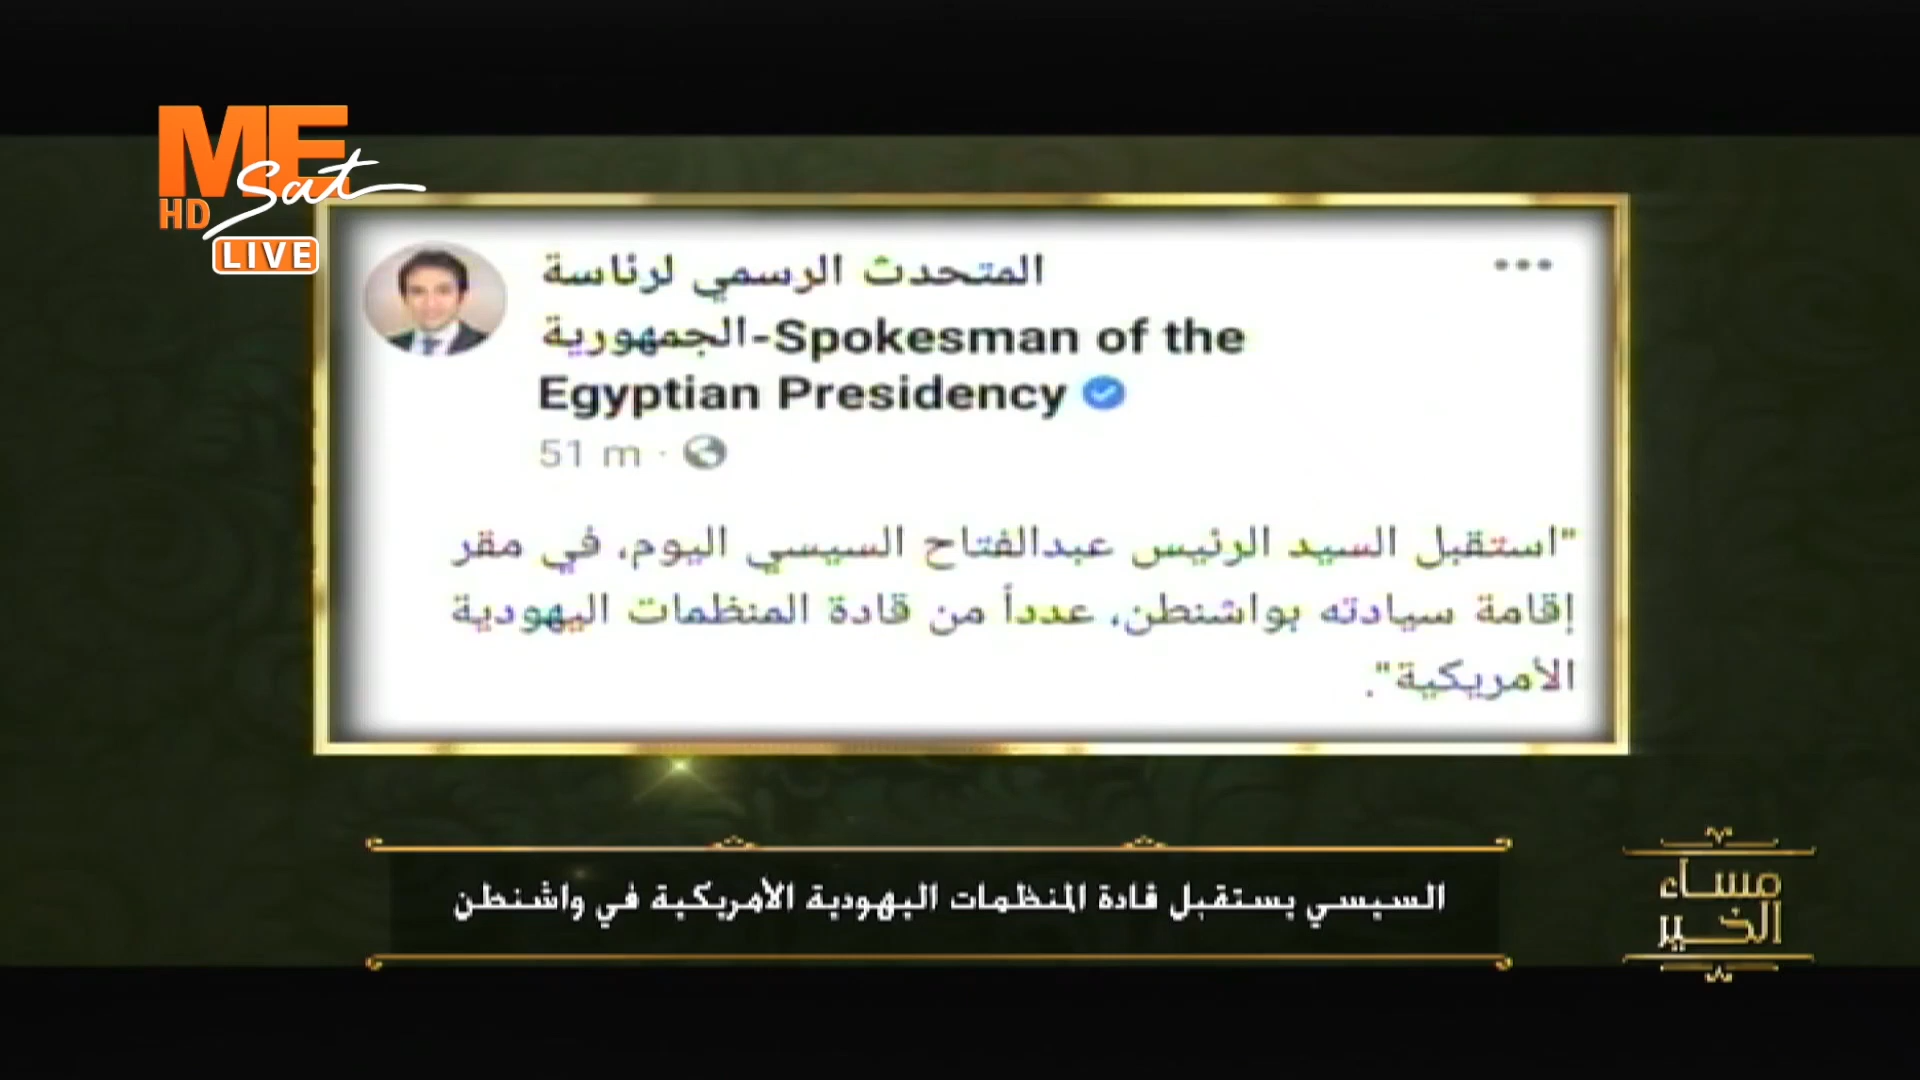 ME
Sat
HD
LIVE
المتحدث الرسمي لرئاسة
الجمهورية-Spokesman of the
Egyptian Presidency
51 m ·
"استقبل السيد الرئيس عبدالفتاح السيسي اليوم، في مقر
إقامة سيادته بواشنطن، عدداً من قادة المنظمات اليهودية
الأمريكية".
السيسي يستقبل قادة المنظمات اليهودية الأمريكية في واشنطن
مساء
الخير